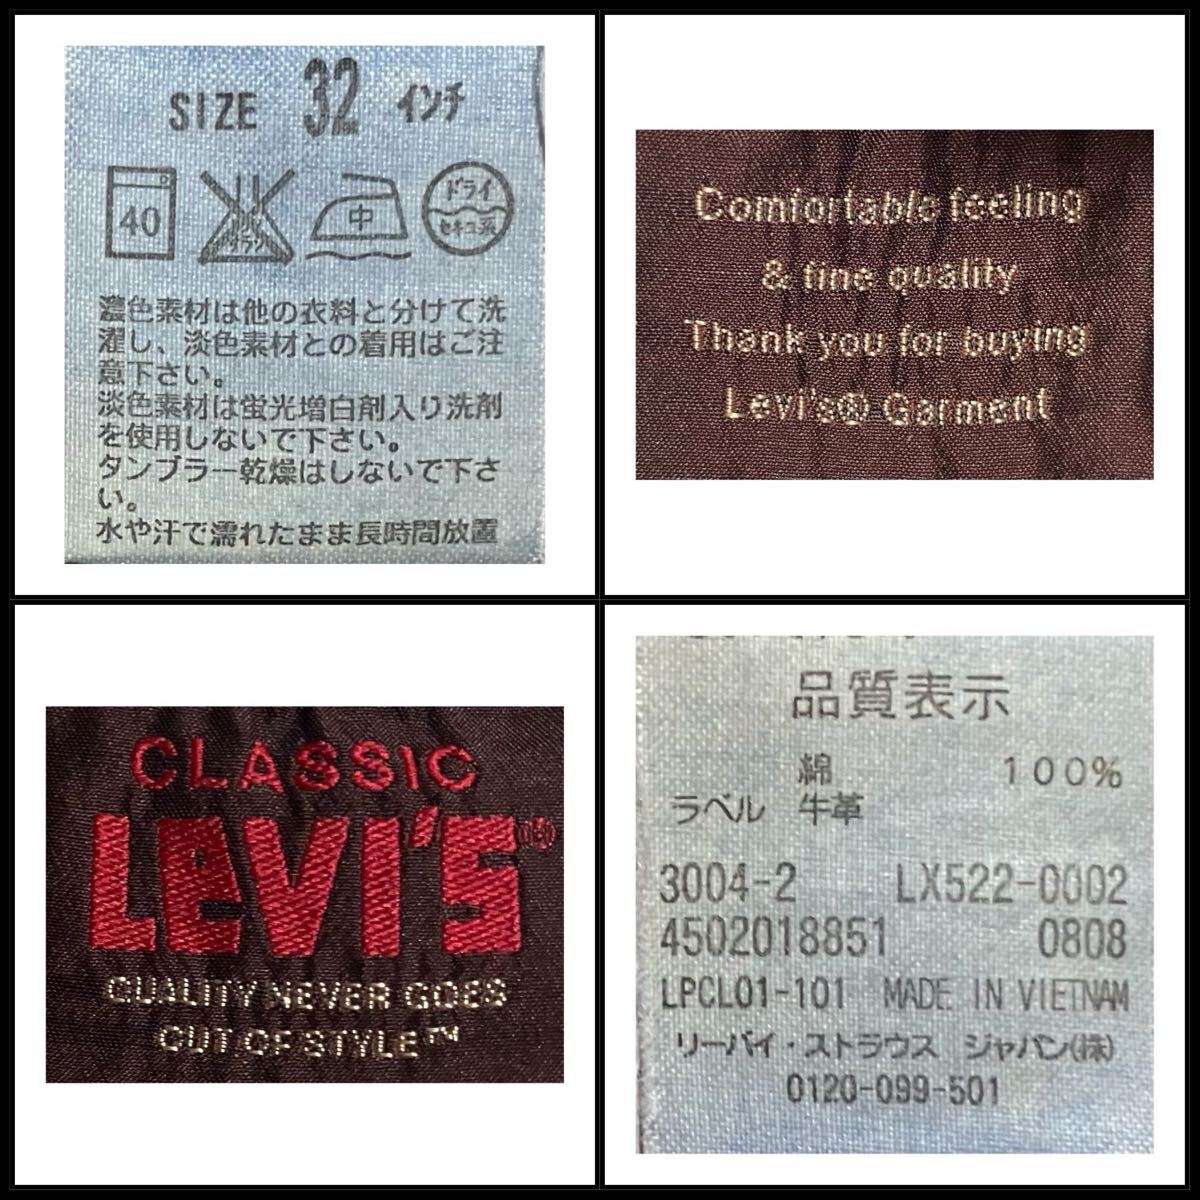 SIZE 32 インチ
40
中
ドライ
セキユ系
濃色素材は他の衣料と分けて洗
濯し、淡色素材との着用はご注
意下さい。
淡色素材は蛍光増白剤入り洗剤
を使用しないで下さい。
タンブラー乾燥はしないで下さ
い。
水や汗で濡れたまま長時間放置
Comfortable feeling
& fine quality
Thank you for buying
Levi's® Garment
CLASSIC
LeVI'S®
QUALITY NEVER GOES
OUT OF STYLE™
品質表示
綿 100%
ラベル 牛革
3004-2 LX522-0002
4502018851 0808
LPCL01-101 MADE IN VIETNAM
リーバイ・ストラウス ジャパン(株)
0120-099-501